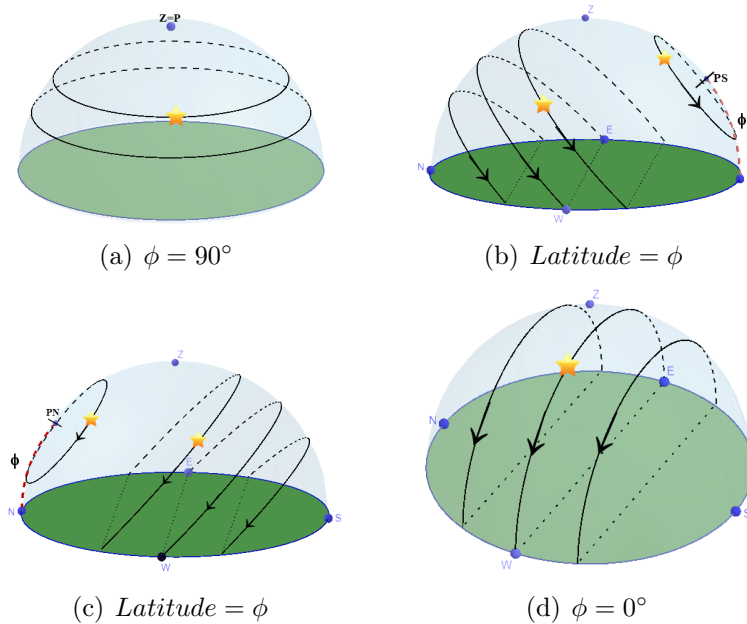 Z=P
(a) ϕ = 90°
Z
PS
ϕ
E
N
W
(b) Latitude = ϕ
Z
PN
ϕ
E
N
S
W
(c) Latitude = ϕ
Z
E
N
S
W
(d) ϕ = 0°